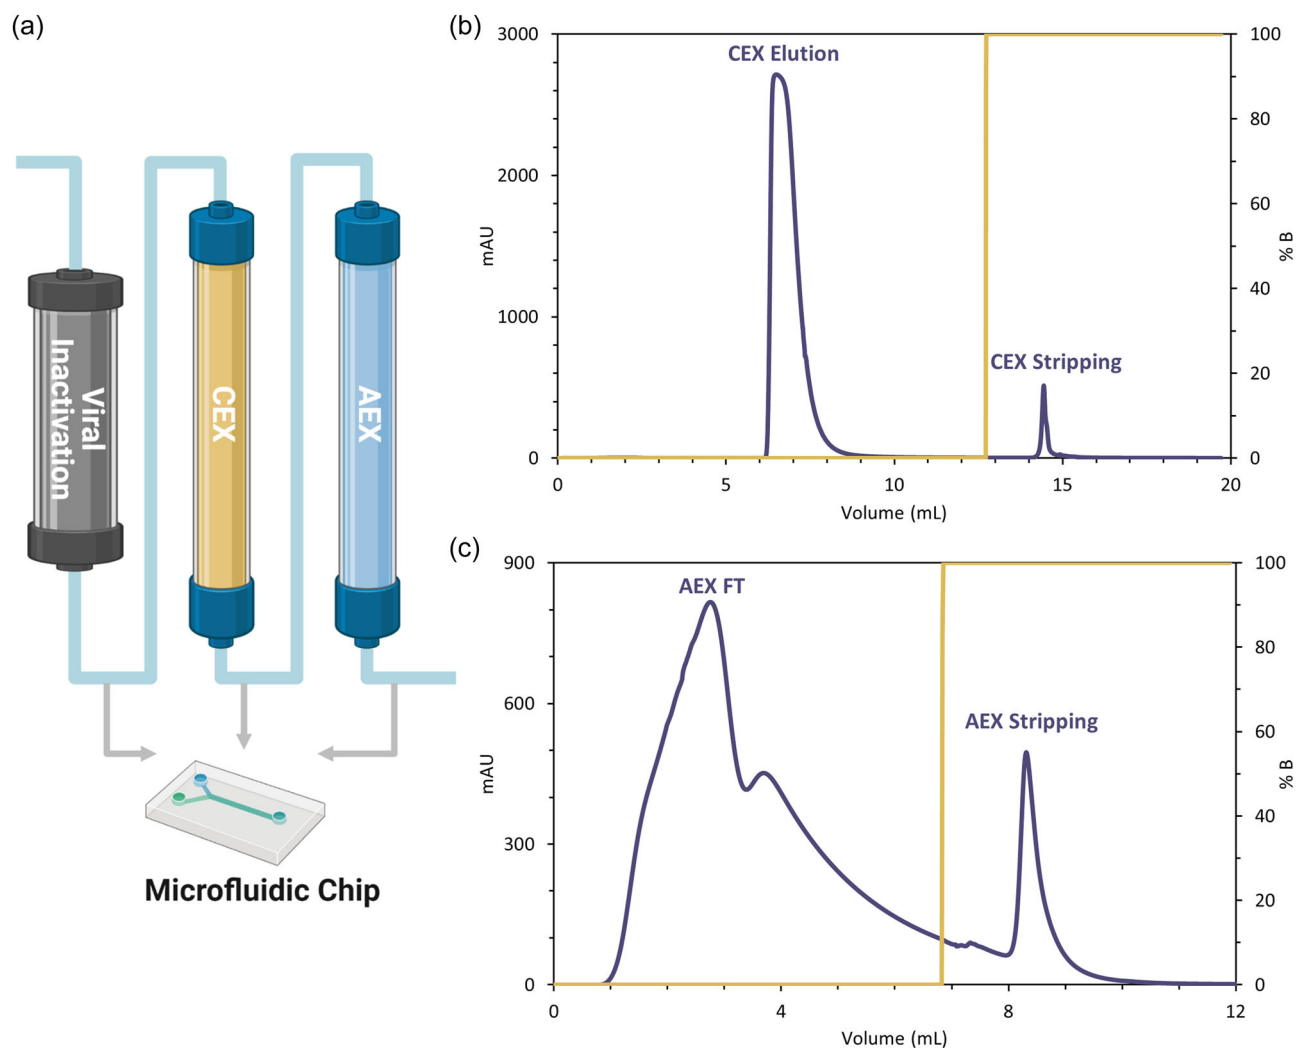 (a)
Viral
Inactivation
CEX
AEX
Microfluidic Chip
(b)
3000
2000
1000
0
mAU
CEX Elution
CEX Stripping
100
80
60
40
20
0
% B
0
5
10
15
20
Volume (mL)
(c)
900
600
300
0
mAU
AEX FT
AEX Stripping
100
80
60
40
20
0
% B
0
4
8
12
Volume (mL)